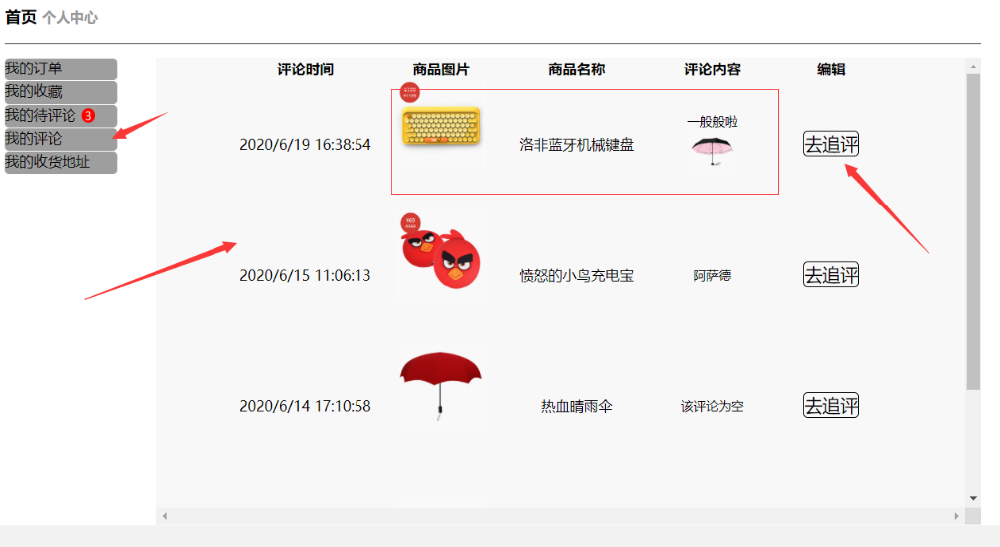 首页 个人中心
我的订单
我的收藏
我的待评论 3
我的评论
我的收货地址
评论时间 商品图片 商品名称 评论内容 编辑
2020/6/19 16:38:54 洛非蓝牙机械键盘 一般般啦 去追评
2020/6/15 11:06:13 愤怒的小鸟充电宝 阿萨德 去追评
2020/6/14 17:10:58 热血晴雨伞 该评论为空 去追评